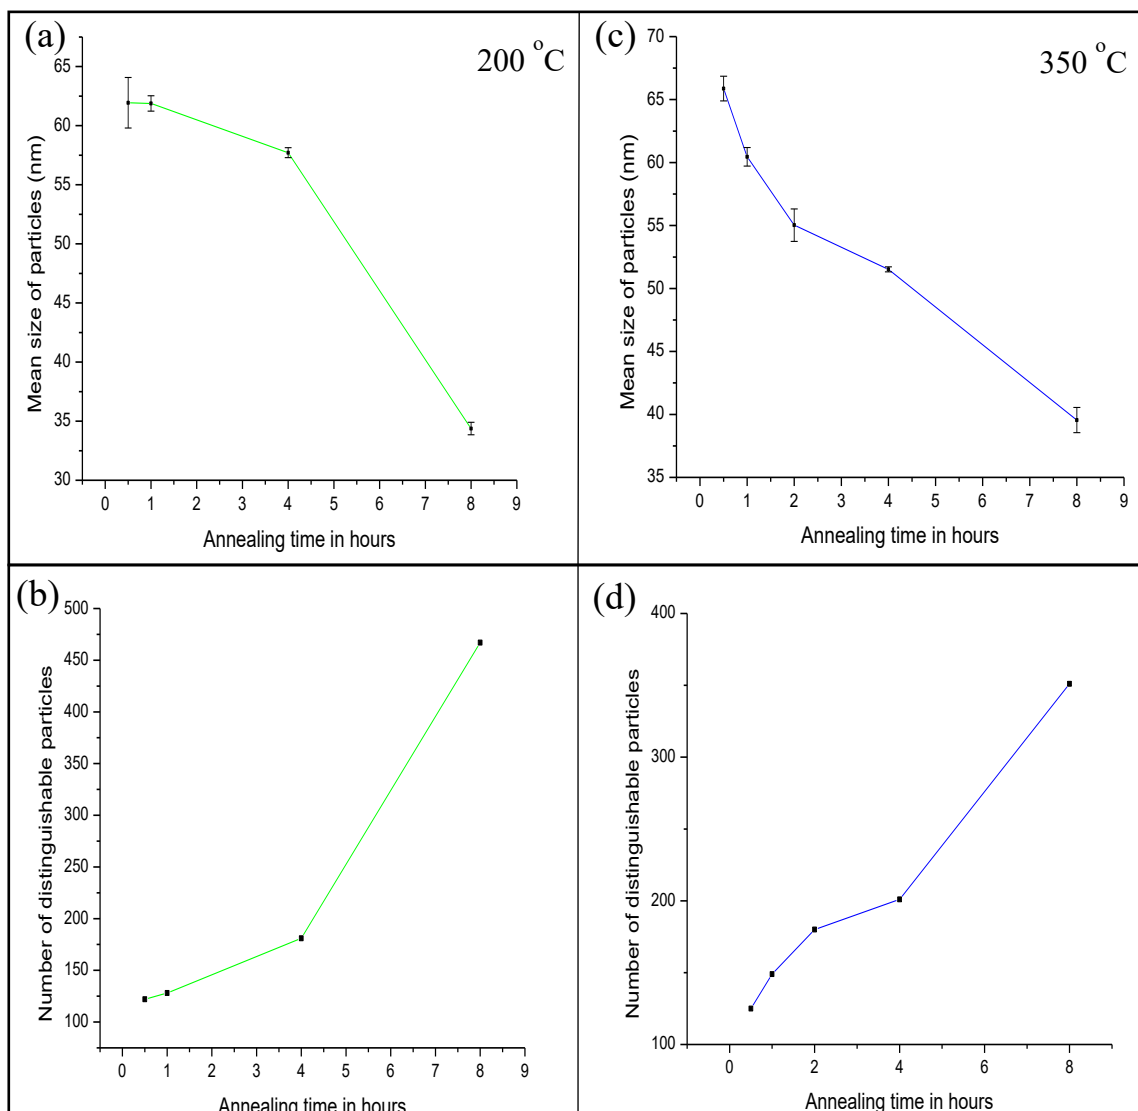 (a)
200 °C
65
60
55
50
45
40
35
30
Mean size of particles (nm)
0 1 2 3 4 5 6 7 8 9
Annealing time in hours
(c)
350 °C
70
65
60
55
50
45
40
35
Mean size of particles (nm)
0 1 2 3 4 5 6 7 8 9
Annealing time in hours
(b)
500
450
400
350
300
250
200
150
100
Number of distinguishable particles
0 1 2 3 4 5 6 7 8 9
Annealing time in hours
(d)
400
300
200
100
Number of distinguishable particles
0 2 4 6 8
Annealing time in hours